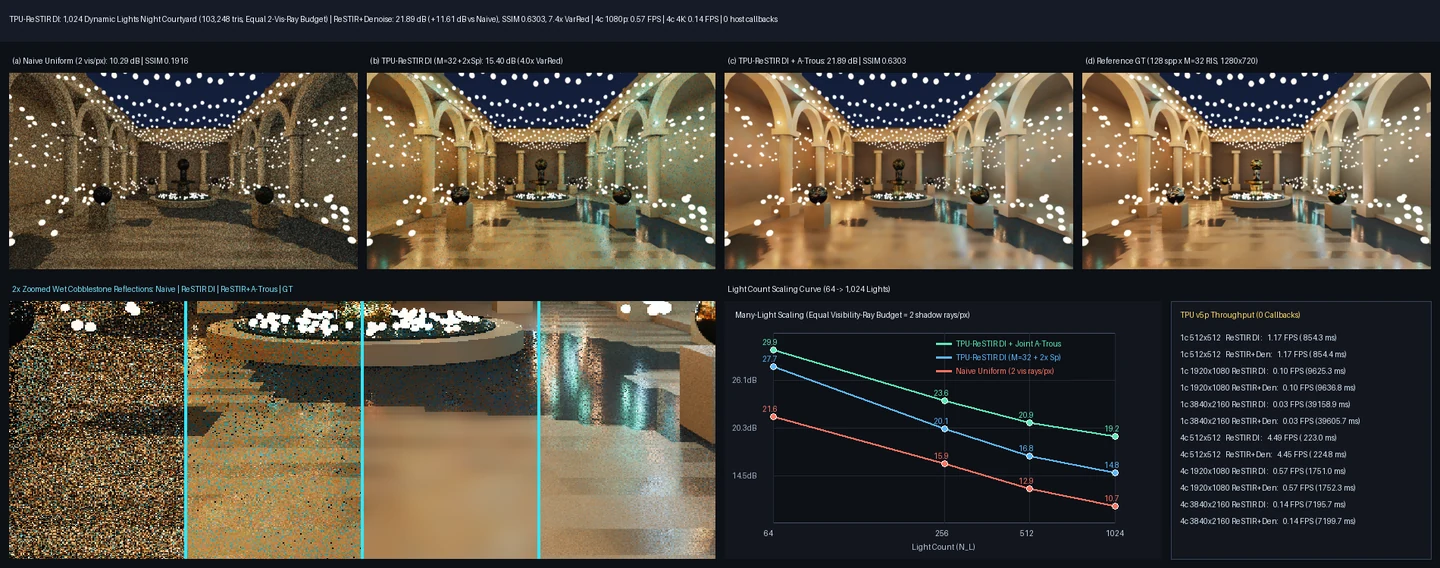 TPU-ReSTIR DI: 1,024 Dynamic Lights Night Courtyard (103,248 tris, Equal 2-Vis-Ray Budget) | ReSTIR+Denoise: 21.89 dB (+11.61 dB vs Naive), SSIM 0.6303, 7.4x VarRed | 4c 1080p: 0.57 FPS | 4c 4K: 0.14 FPS | 0 host callbacks
(a) Naive Uniform (2 vis/px): 10.29 dB | SSIM 0.1916
(b) TPU-ReSTIR DI (M=32+2xSp): 15.40 dB (4.0x VarRed)
(c) TPU-ReSTIR DI + A-Trous: 21.89 dB | SSIM 0.6303
(d) Reference GT (128 spp x M=32 RIS, 1280x720)
2x Zoomed Wet Cobblestone Reflections: Naive | ReSTIR DI | ReSTIR+A-Trous | GT
Light Count Scaling Curve (64 -> 1,024 Lights)
Many-Light Scaling (Equal Visibility-Ray Budget = 2 shadow rays/px)
TPU-ReSTIR DI + Joint A-Trous
TPU-ReSTIR DI (M=32 + 2x Sp)
Naive Uniform (2 vis rays/px)
29.9
27.7
21.6
23.6
20.1
15.9
20.9
16.8
12.9
19.2
14.8
10.7
26.1dB
20.3dB
14.5dB
64
256
512
1024
Light Count (N_L)
TPU v5p Throughput (0 Callbacks)
1c 512x512 ReSTIR DI: 1.17 FPS ( 854.3 ms)
1c 512x512 ReSTIR+Den: 1.17 FPS ( 854.4 ms)
1c 1920x1080 ReSTIR DI: 0.10 FPS (9625.3 ms)
1c 1920x1080 ReSTIR+Den: 0.10 FPS (9636.8 ms)
1c 3840x2160 ReSTIR DI: 0.03 FPS (39158.9 ms)
1c 3840x2160 ReSTIR+Den: 0.03 FPS (39605.7 ms)
4c 512x512 ReSTIR DI: 4.49 FPS ( 223.0 ms)
4c 512x512 ReSTIR+Den: 4.45 FPS ( 224.8 ms)
4c 1920x1080 ReSTIR DI: 0.57 FPS (1751.0 ms)
4c 1920x1080 ReSTIR+Den: 0.57 FPS (1752.3 ms)
4c 3840x2160 ReSTIR DI: 0.14 FPS (7195.7 ms)
4c 3840x2160 ReSTIR+Den: 0.14 FPS (7199.7 ms)